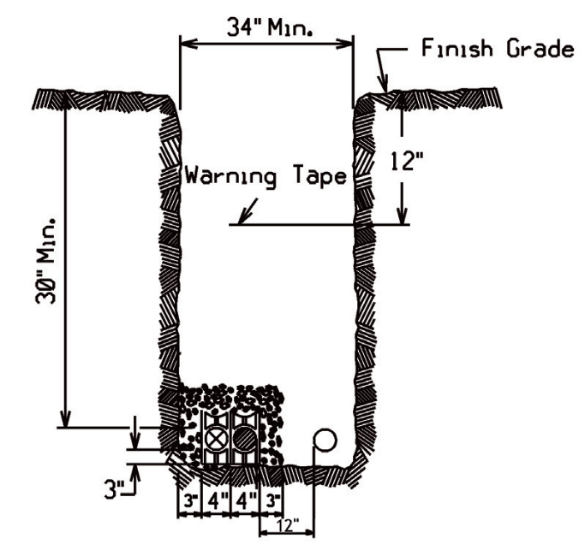 34" Min.
Finish Grade
12"
Warning Tape
30" Min.
3"
3" 4" 4" 3"
12"